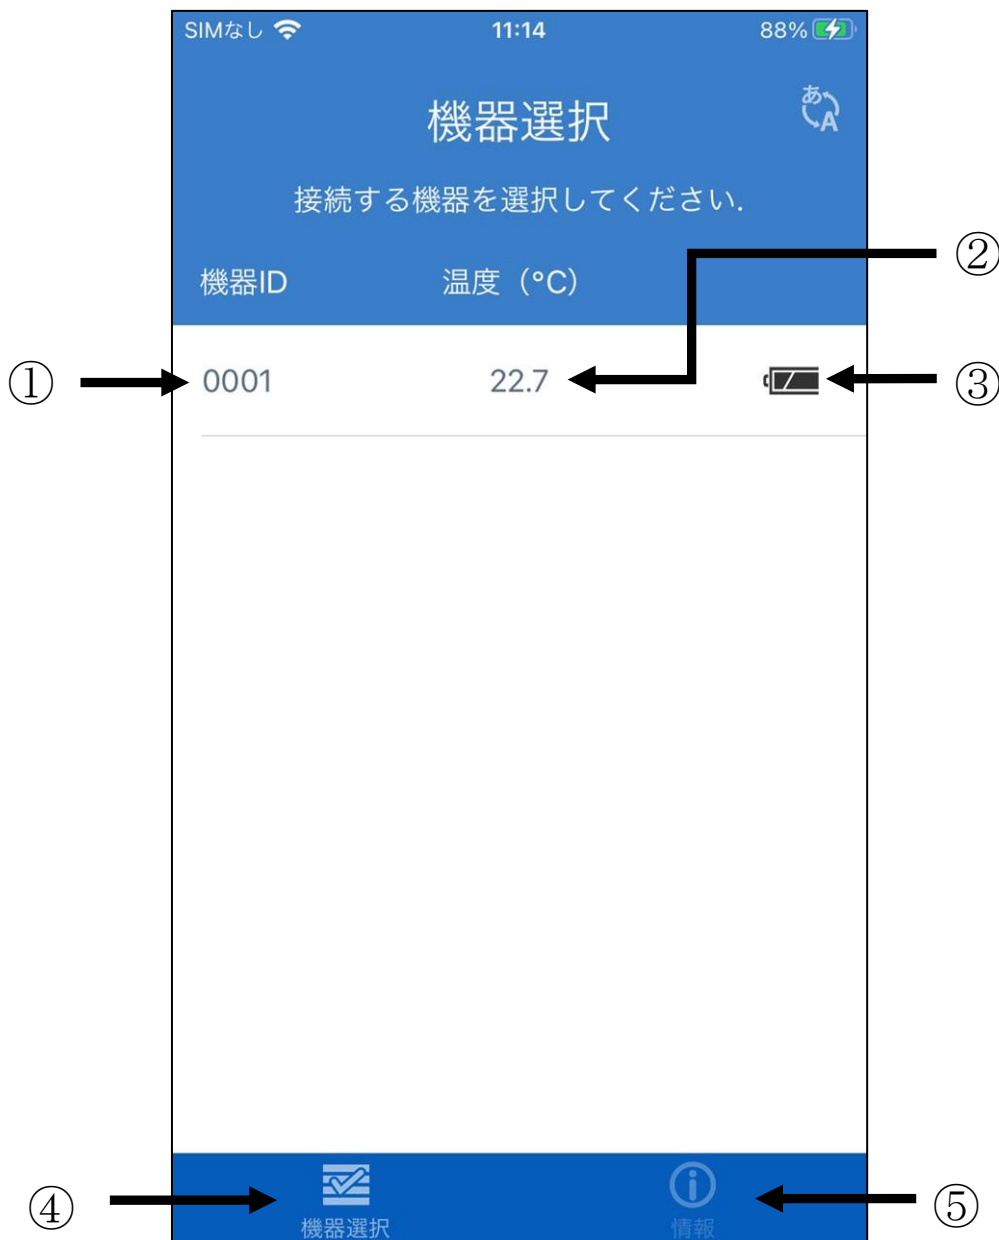 SIMなし 11:14 88%
あ A
機器選択
接続する機器を選択してください.
②
機器ID 温度（°C）
① 0001 22.7 ③
④ 機器選択 情報 ⑤